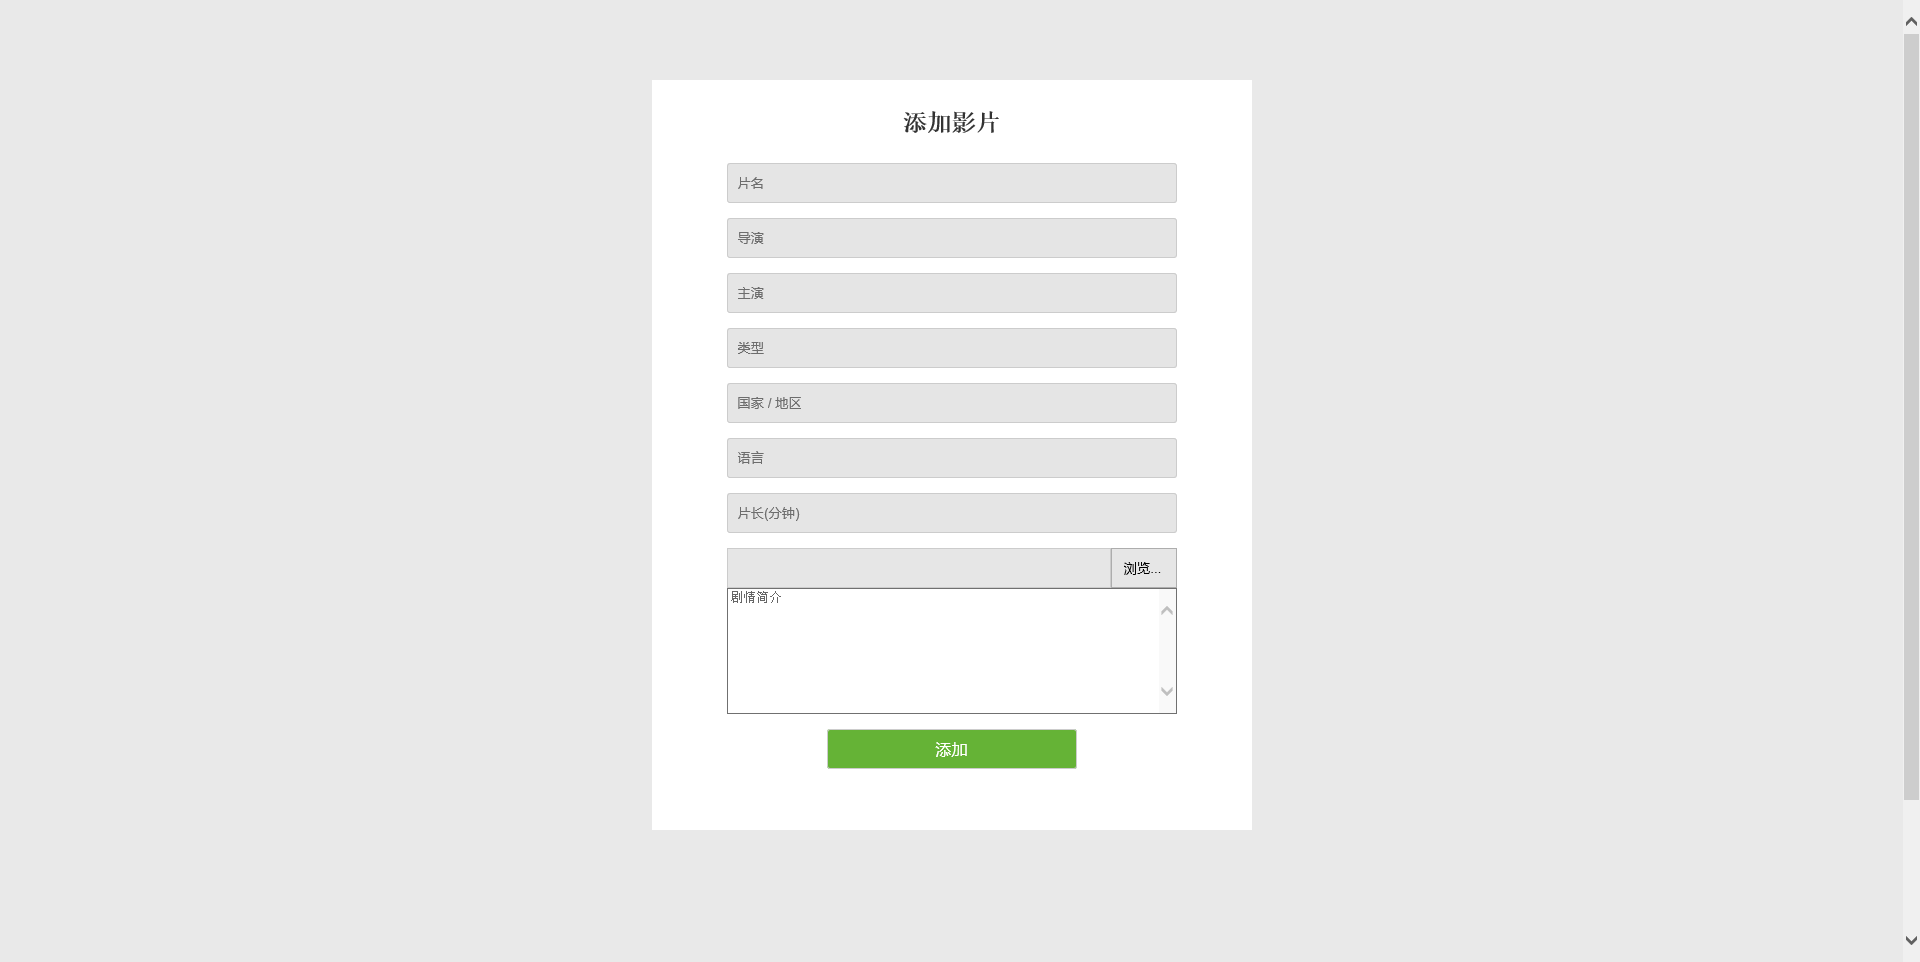 添加影片
片名
导演
主演
类型
国家 / 地区
语言
片长(分钟)
浏览...
剧情简介
添加